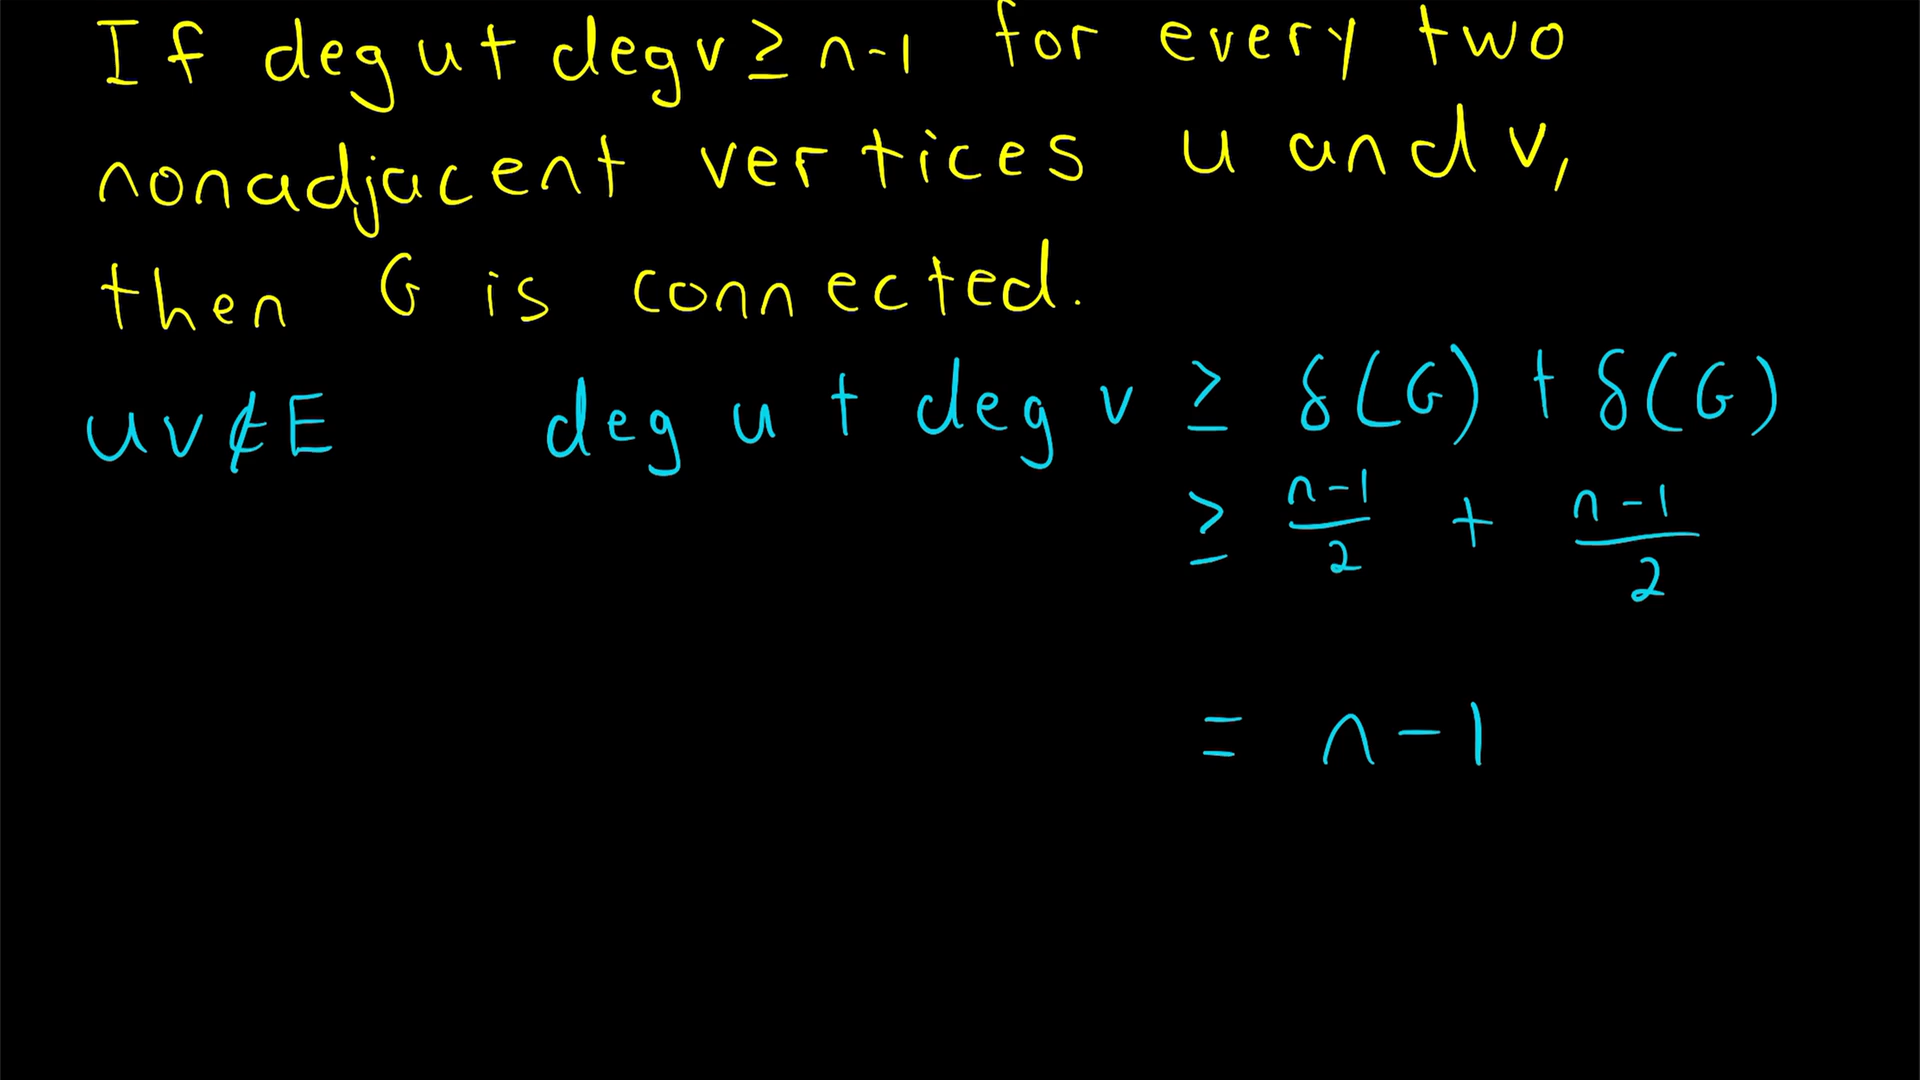 If deg u + deg v ≥ n-1 for every two
nonadjacent vertices u and v,
then G is connected.
uv∉E deg u + deg v ≥ δ(G) + δ(G)
≥ n-1/2 + n-1/2
= n-1